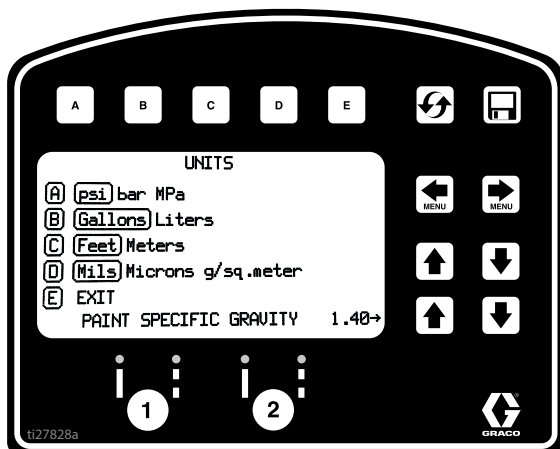 A B C D E
UNITS
MENU MENU
A psi bar MPa
B Gallons Liters
C Feet Meters
D Mils Microns g/sq.meter
E EXIT
PAINT SPECIFIC GRAVITY 1.40→
1 2
ti27828a
GRACO